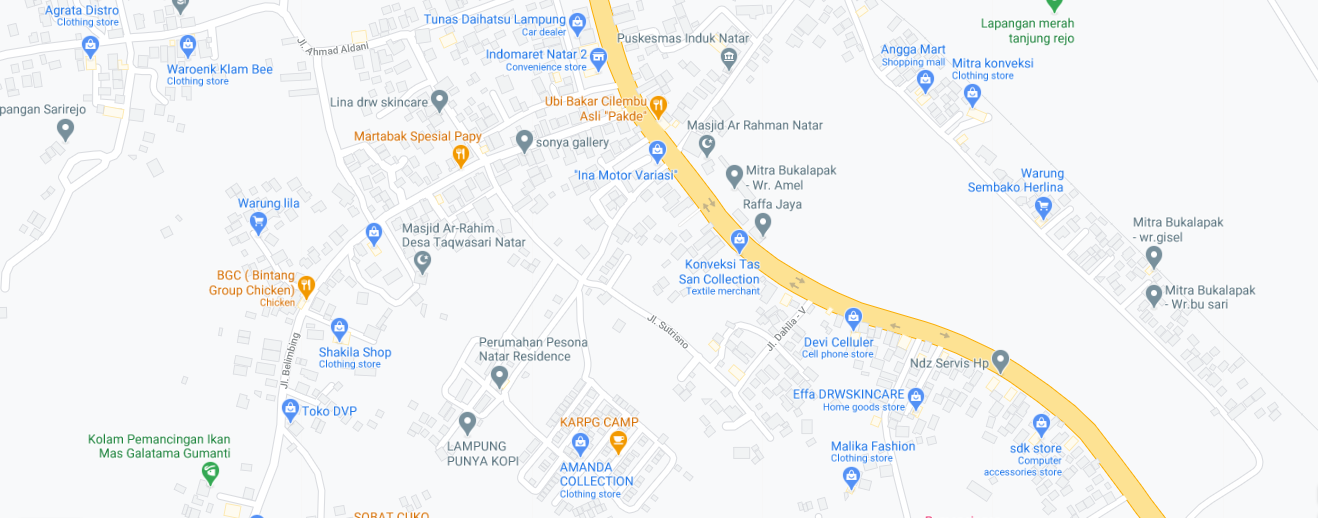 Agrata Distro
Clothing store
Tunas Daihatsu Lampung
Car dealer
Lapangan merah
tanjung rejo
Jl. Ahmad Aldani
Puskesmas Induk Natar
Indomaret Natar 2
Convenience store
Angga Mart
Shopping mall
Mitra konveksi
Clothing store
Waroenk Klam Bee
Clothing store
Lina drw skincare
Ubi Bakar Cilembu
Asli "Pakde"
pangan Sarirejo
Masjid Ar Rahman Natar
Martabak Spesial Papy
sonya gallery
"Ina Motor Variasi"
Mitra Bukalapak
- Wr. Amel
Warung
Sembako Herlina
Warung lila
Raffa Jaya
Masjid Ar-Rahim
Desa Taqwasari Natar
Mitra Bukalapak
- wr.gisel
Konveksi Tas
San Collection
Textile merchant
BGC ( Bintang
Group Chicken)
Chicken
Mitra Bukalapak
- Wr.bu sari
Jl. Sutrisno
Jl. Dahlia - V
Shakila Shop
Clothing store
Jl. Belimbing
Perumahan Pesona
Natar Residence
Devi Celluler
Cell phone store
Ndz Servis Hp
Effa DRWSKINCARE
Home goods store
Toko DVP
KARPG CAMP
Kolam Pemancingan Ikan
Mas Galatama Gumanti
LAMPUNG
PUNYA KOPI
AMANDA
COLLECTION
Clothing store
Malika Fashion
Clothing store
sdk store
Computer
accessories store
SOBAT CUKO